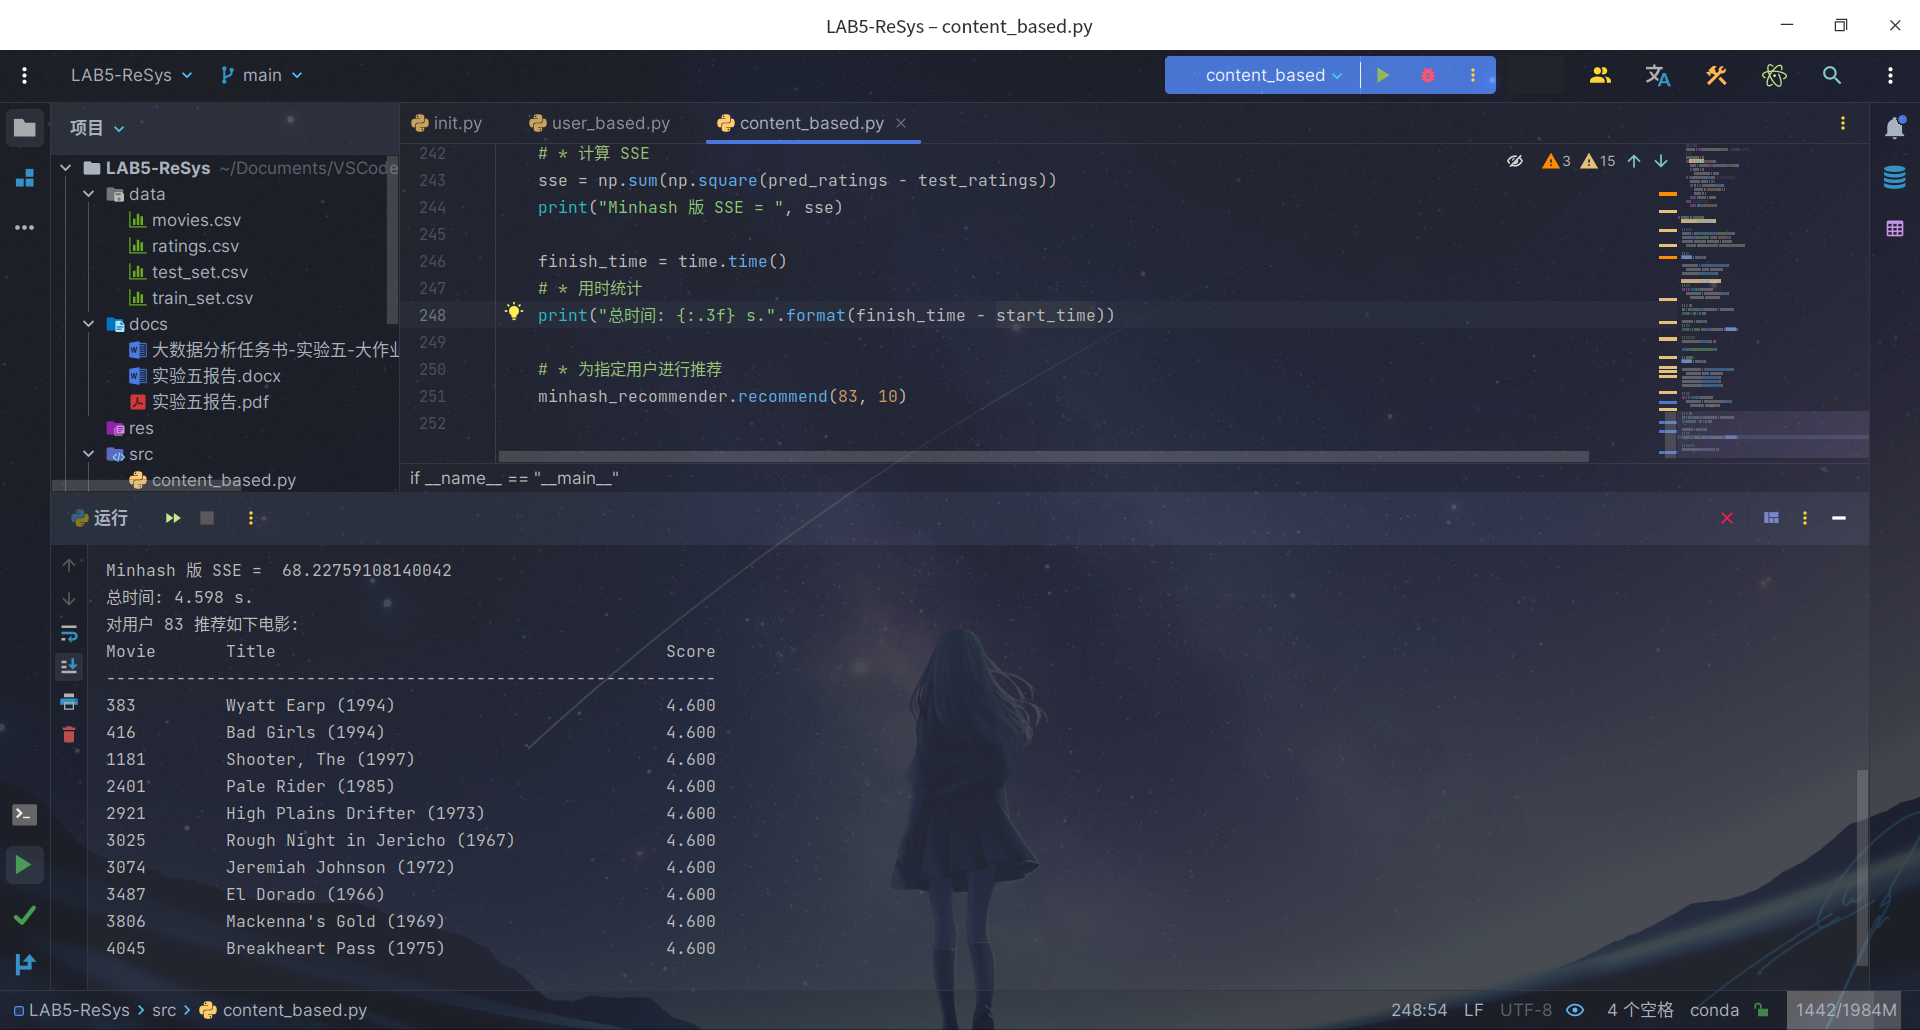 LAB5-ReSys – content_based.py
LAB5-ReSys
main
content_based
项目
init.py
user_based.py
content_based.py
LAB5-ReSys ~/Documents/VSCode
data
movies.csv
ratings.csv
test_set.csv
train_set.csv
docs
大数据分析任务书-实验五-大作业
实验五报告.docx
实验五报告.pdf
res
src
content_based.py
3 15
242 # * 计算 SSE
243 sse = np.sum(np.square(pred_ratings - test_ratings))
244 print("Minhash 版 SSE = ", sse)
245
246 finish_time = time.time()
247 # * 用时统计
248 print("总时间: {:.3f} s.".format(finish_time - start_time))
249
250 # * 为指定用户进行推荐
251 minhash_recommender.recommend(83, 10)
252
if __name__ == "__main__"
运行
Minhash 版 SSE =  68.22759108140042
总时间: 4.598 s.
对用户 83 推荐如下电影:
Movie Title Score
-------------------------------------------------------------
383 Wyatt Earp (1994) 4.600
416 Bad Girls (1994) 4.600
1181 Shooter, The (1997) 4.600
2401 Pale Rider (1985) 4.600
2921 High Plains Drifter (1973) 4.600
3025 Rough Night in Jericho (1967) 4.600
3074 Jeremiah Johnson (1972) 4.600
3487 El Dorado (1966) 4.600
3806 Mackenna's Gold (1969) 4.600
4045 Breakheart Pass (1975) 4.600
LAB5-ReSys > src > content_based.py
248:54 LF UTF-8 4 个空格 conda 1442/1984M